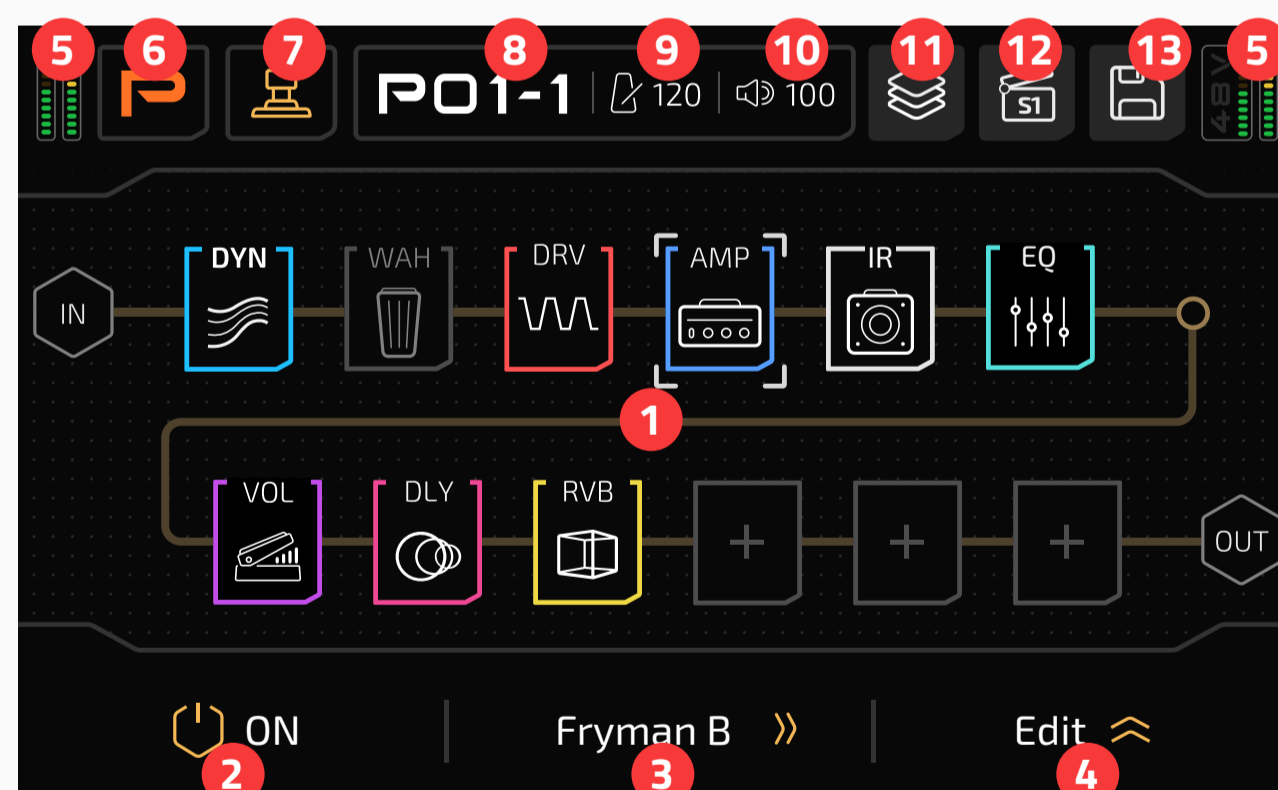 5 6 7 8 9 10 11 12 13 5
P P01-1 120 100 S1 48V
DYN WAH DRV AMP IR EQ
IN
1
VOL DLY RVB
+ + +
OUT
ON Fryman B Edit
2 3 4